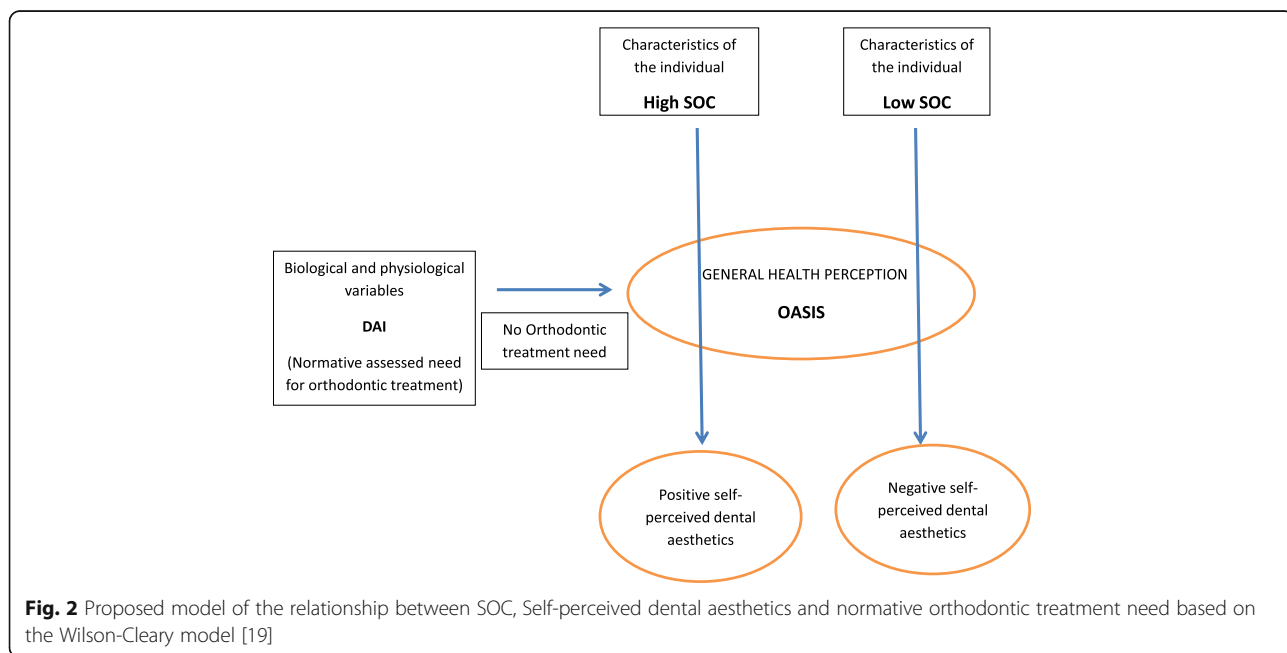 Characteristics of
the individual
High SOC
Characteristics of
the individual
Low SOC
Biological and physiological
variables
DAI
(Normative assessed need
for orthodontic treatment)
No Orthodontic
treatment need
GENERAL HEALTH PERCEPTION
OASIS
Positive self-
perceived dental
aesthetics
Negative self-
perceived dental
aesthetics
Fig. 2 Proposed model of the relationship between SOC, Self-perceived dental aesthetics and normative orthodontic treatment need based on
the Wilson-Cleary model [19]